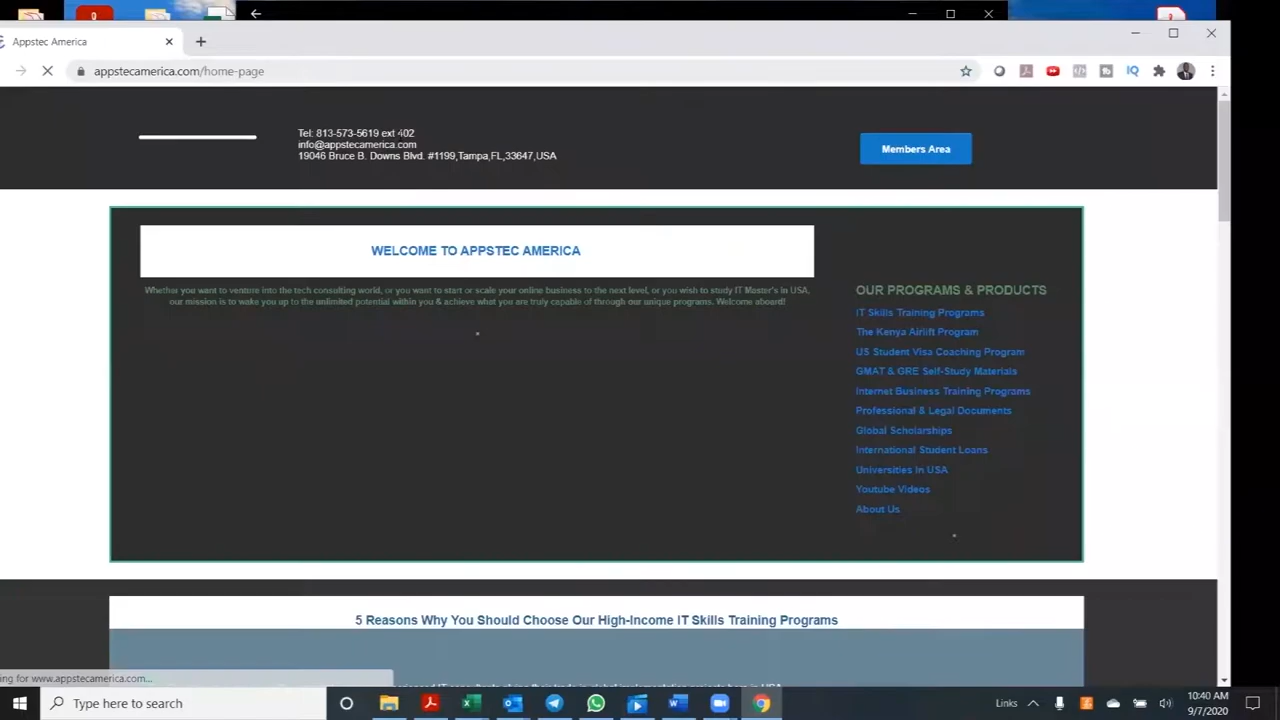 Appstec America
appstecamerica.com/home-page
IQ
Tel: 813-573-5619 ext 402
info@appstecamerica.com
19046 Bruce B. Downs Blvd. #1199,Tampa,FL,33647,USA
Members Area
WELCOME TO APPSTEC AMERICA
Whether you want to venture into the tech consulting world, or you want to start or scale your online business to the next level, or you wish to study IT Master's in USA,
our mission is to wake you up to the unlimited potential within you & achieve what you are truly capable of through our unique programs. Welcome aboard!
OUR PROGRAMS & PRODUCTS
IT Skills Training Programs
The Kenya Airlift Program
US Student Visa Coaching Program
GMAT & GRE Self-Study Materials
Internet Business Training Programs
Professional & Legal Documents
Global Scholarships
International Student Loans
Universities In USA
Youtube Videos
About Us
5 Reasons Why You Should Choose Our High-Income IT Skills Training Programs
ing for www.appstecamerica.com...
Type here to search
Links
10:40 AM
9/7/2020